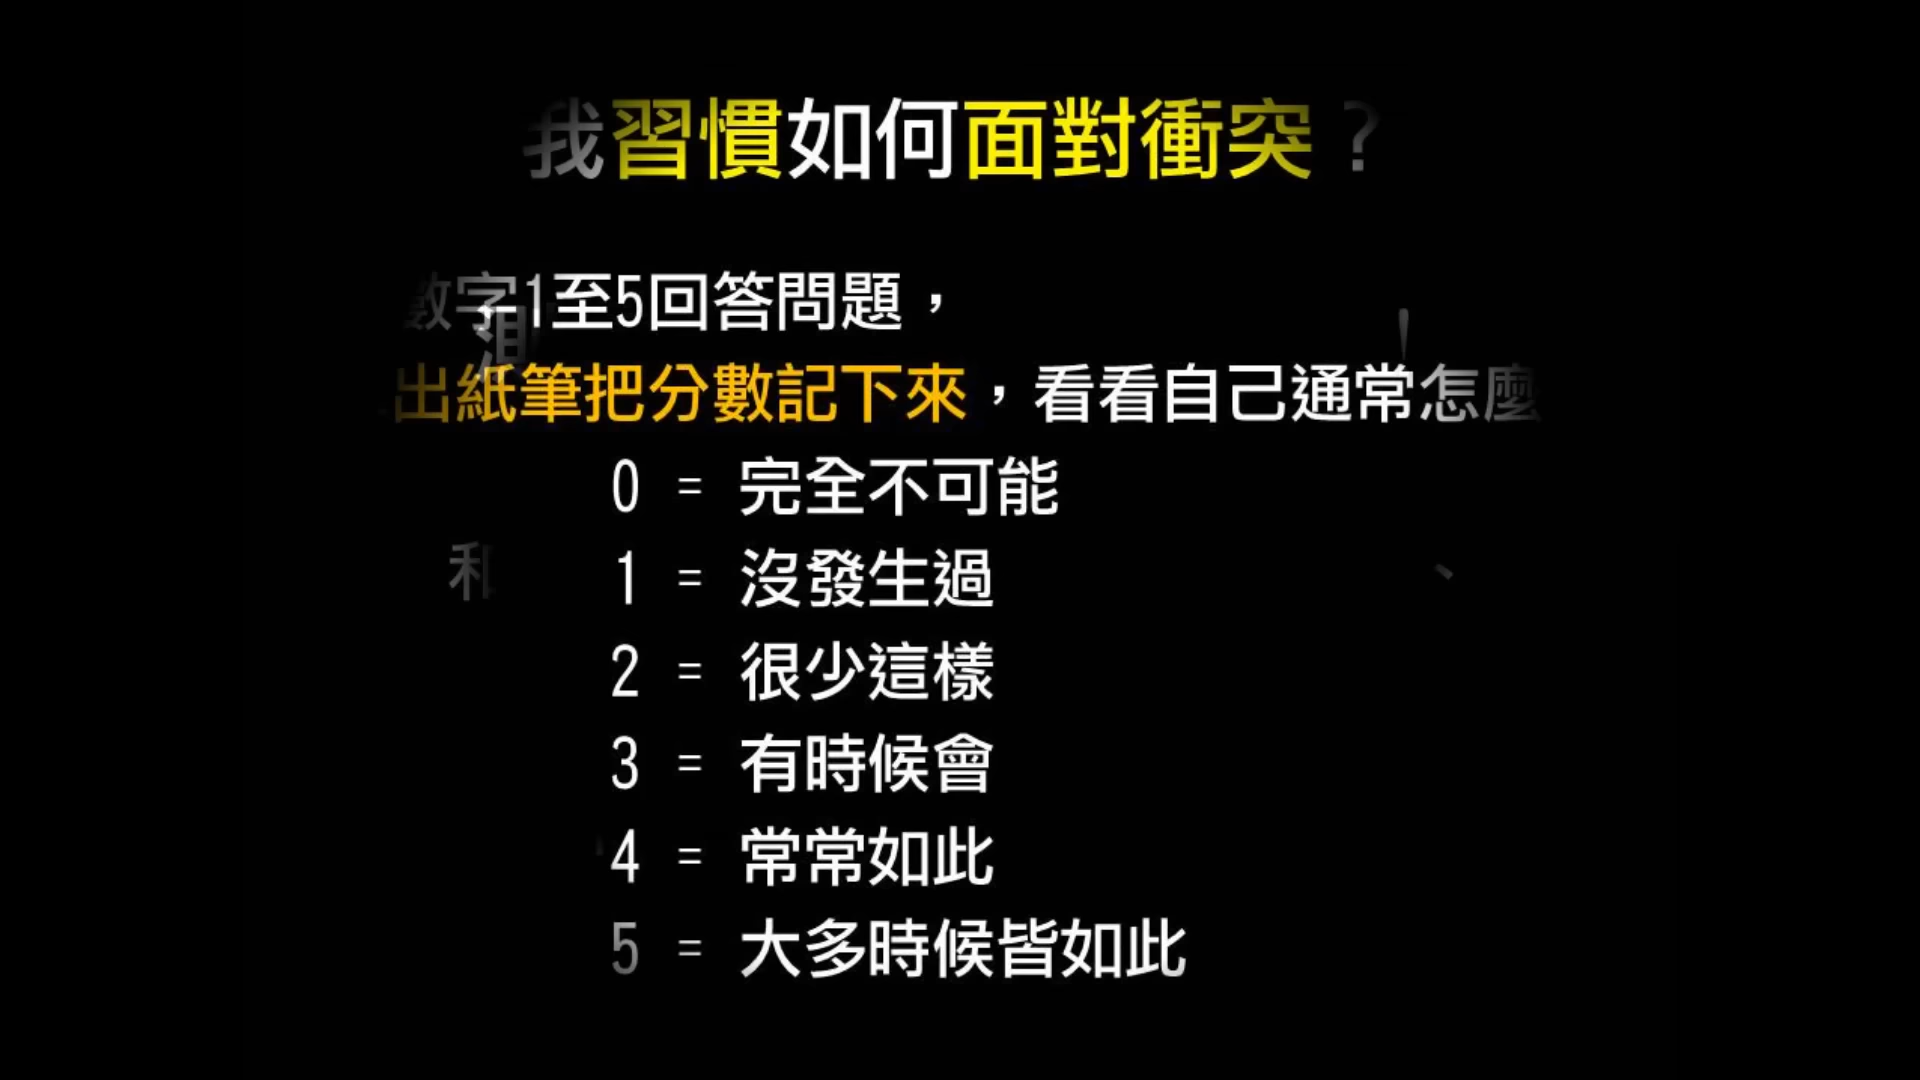 我習慣如何面對衝突？
數字1至5回答問題，
出紙筆把分數記下來，看看自己通常怎麼
0 = 完全不可能
1 = 沒發生過
2 = 很少這樣
3 = 有時候會
4 = 常常如此
5 = 大多時候皆如此